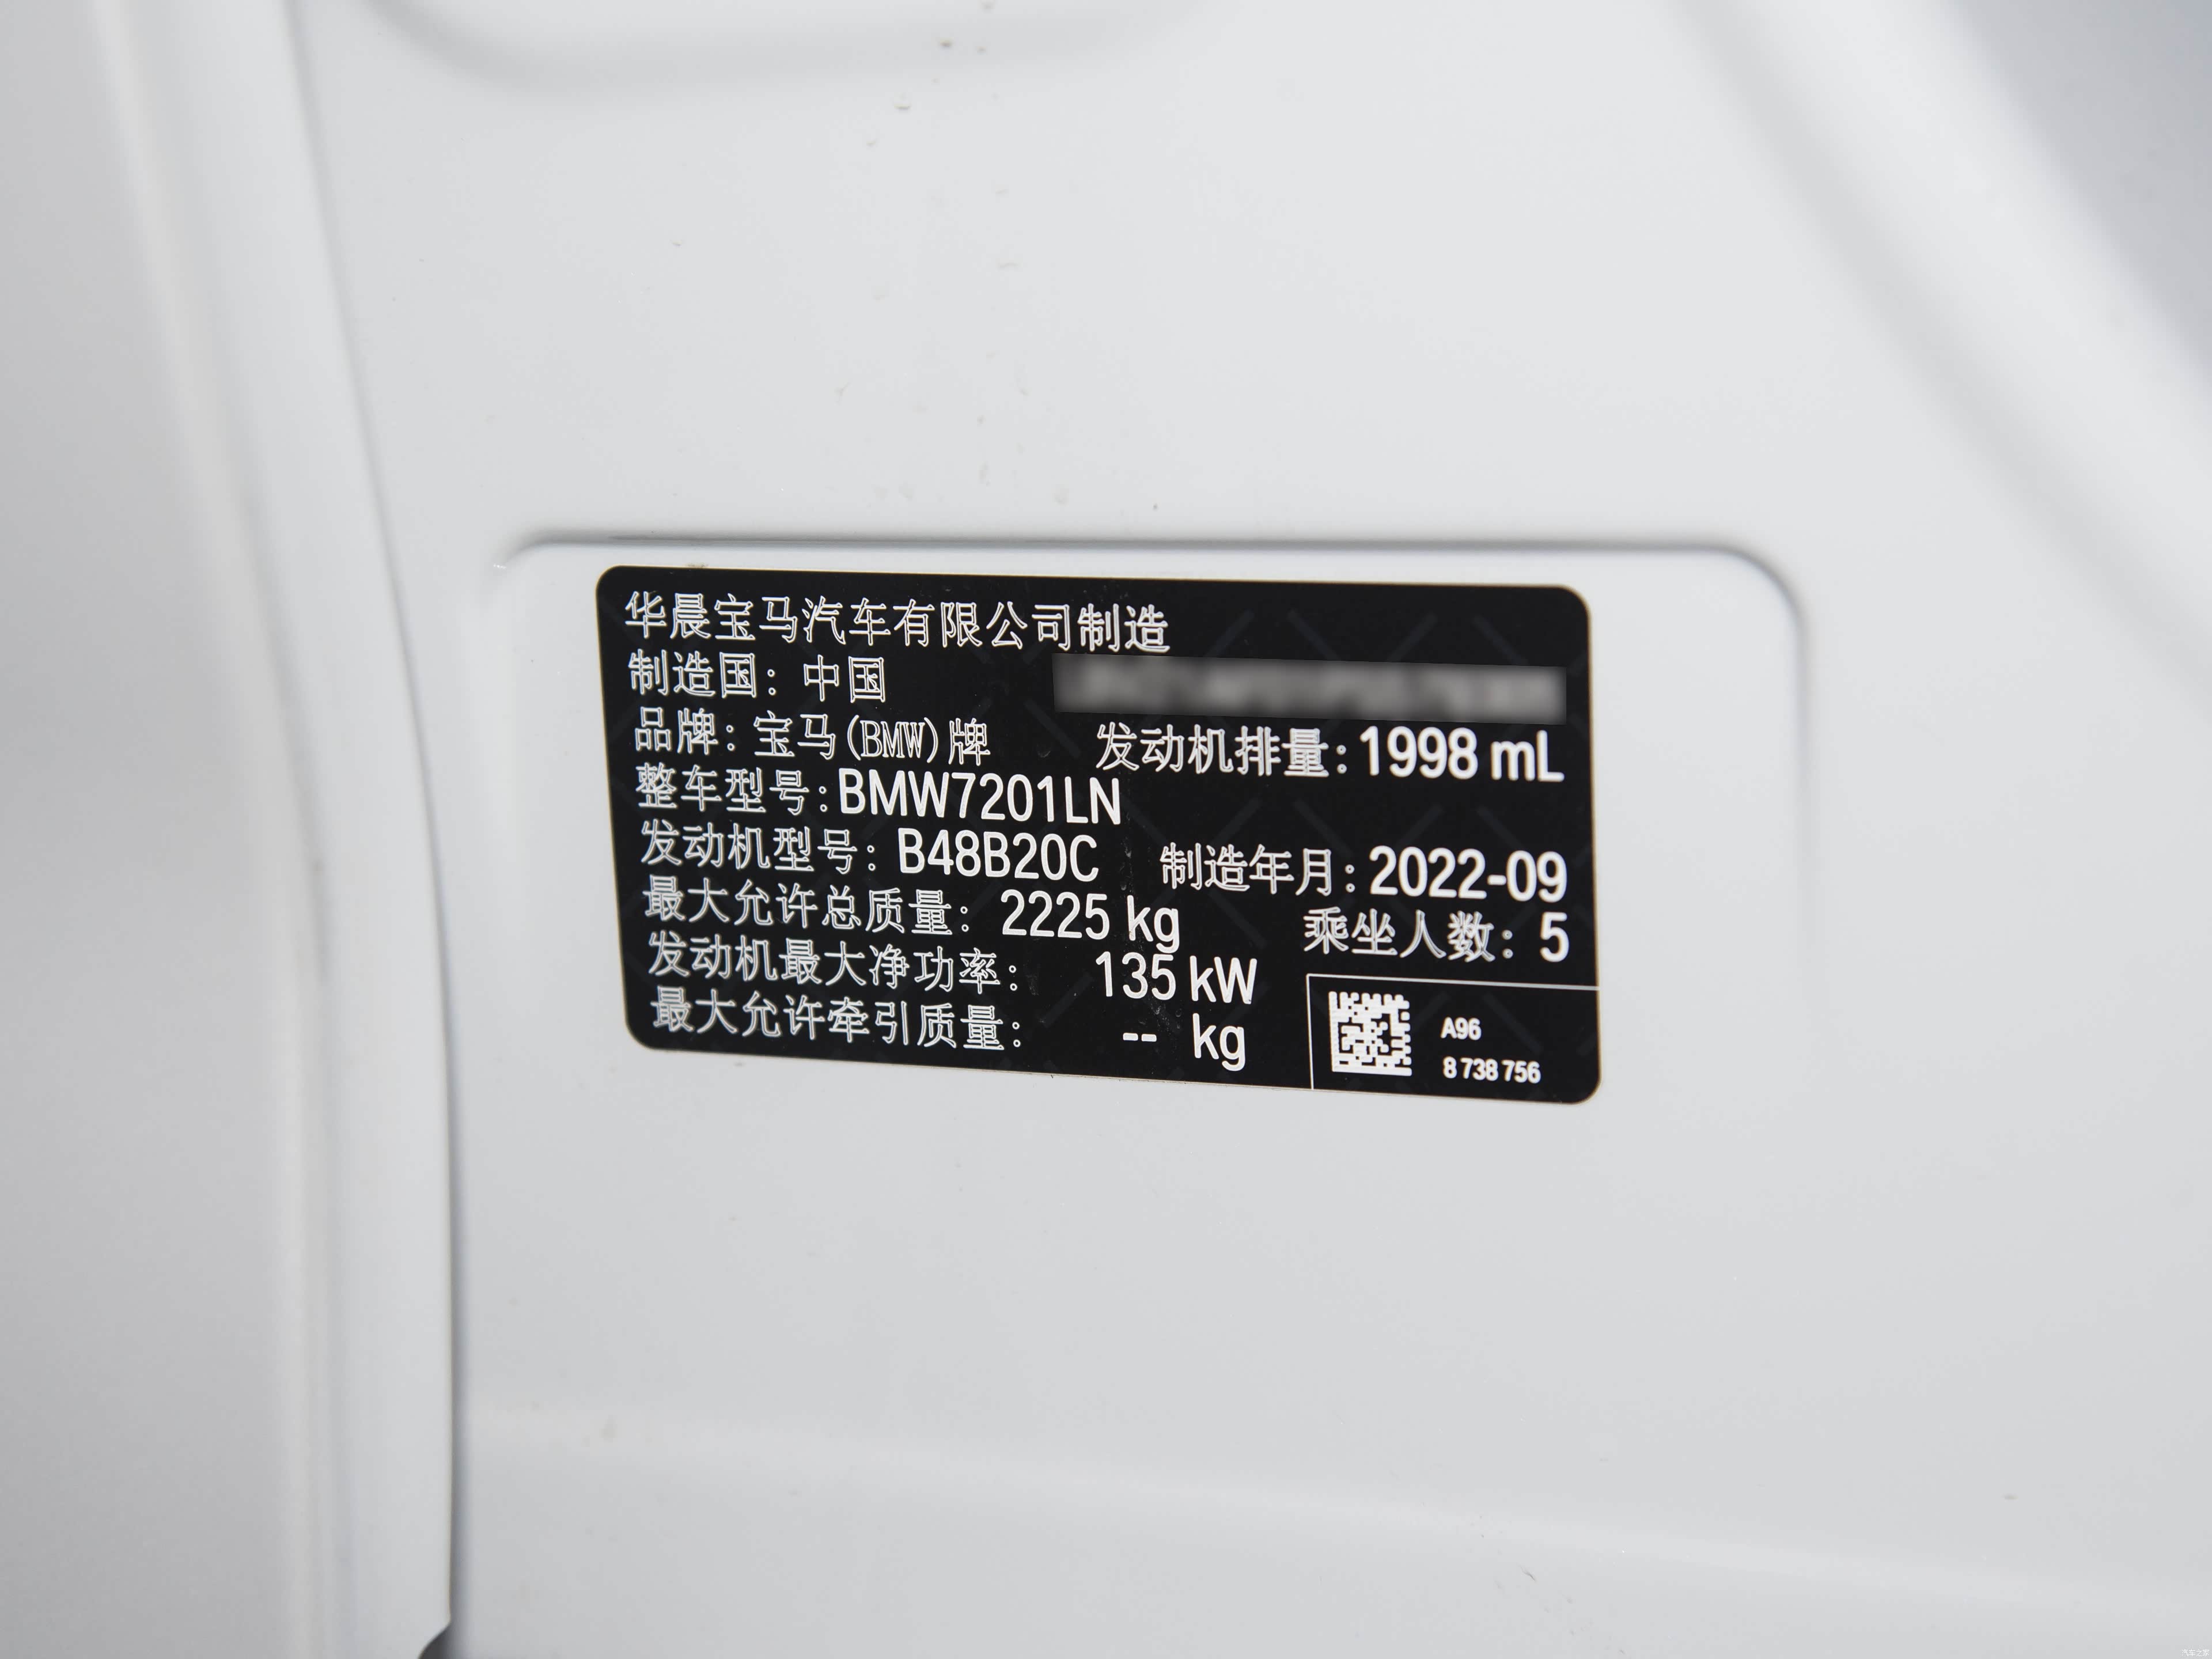 华晨宝马汽车有限公司制造
制造国：中国
品牌：宝马(BMW)牌 发动机排量：1998 mL
整车型号：BMW7201LN
发动机型号：B48B20C 制造年月：2022-09
最大允许总质量：2225 kg 乘坐人数：5
发动机最大净功率：135 kW
最大允许牵引质量：-- kg
A96
8 738 756
汽车之家